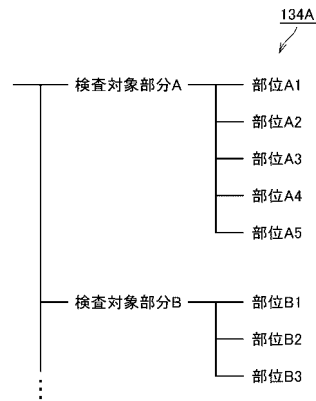 134A
検査対象部分A 部位A1
部位A2
部位A3
部位A4
部位A5
検査対象部分B 部位B1
部位B2
部位B3